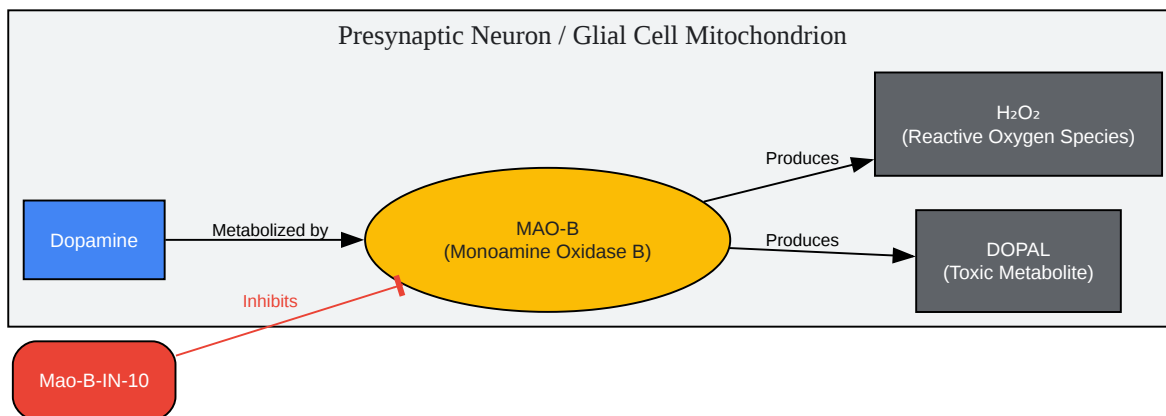 Presynaptic Neuron / Glial Cell Mitochondrion
H₂O₂
(Reactive Oxygen Species)
Produces
Dopamine
Metabolized by
MAO-B
(Monoamine Oxidase B)
Produces
DOPAL
(Toxic Metabolite)
Inhibits
Mao-B-IN-10